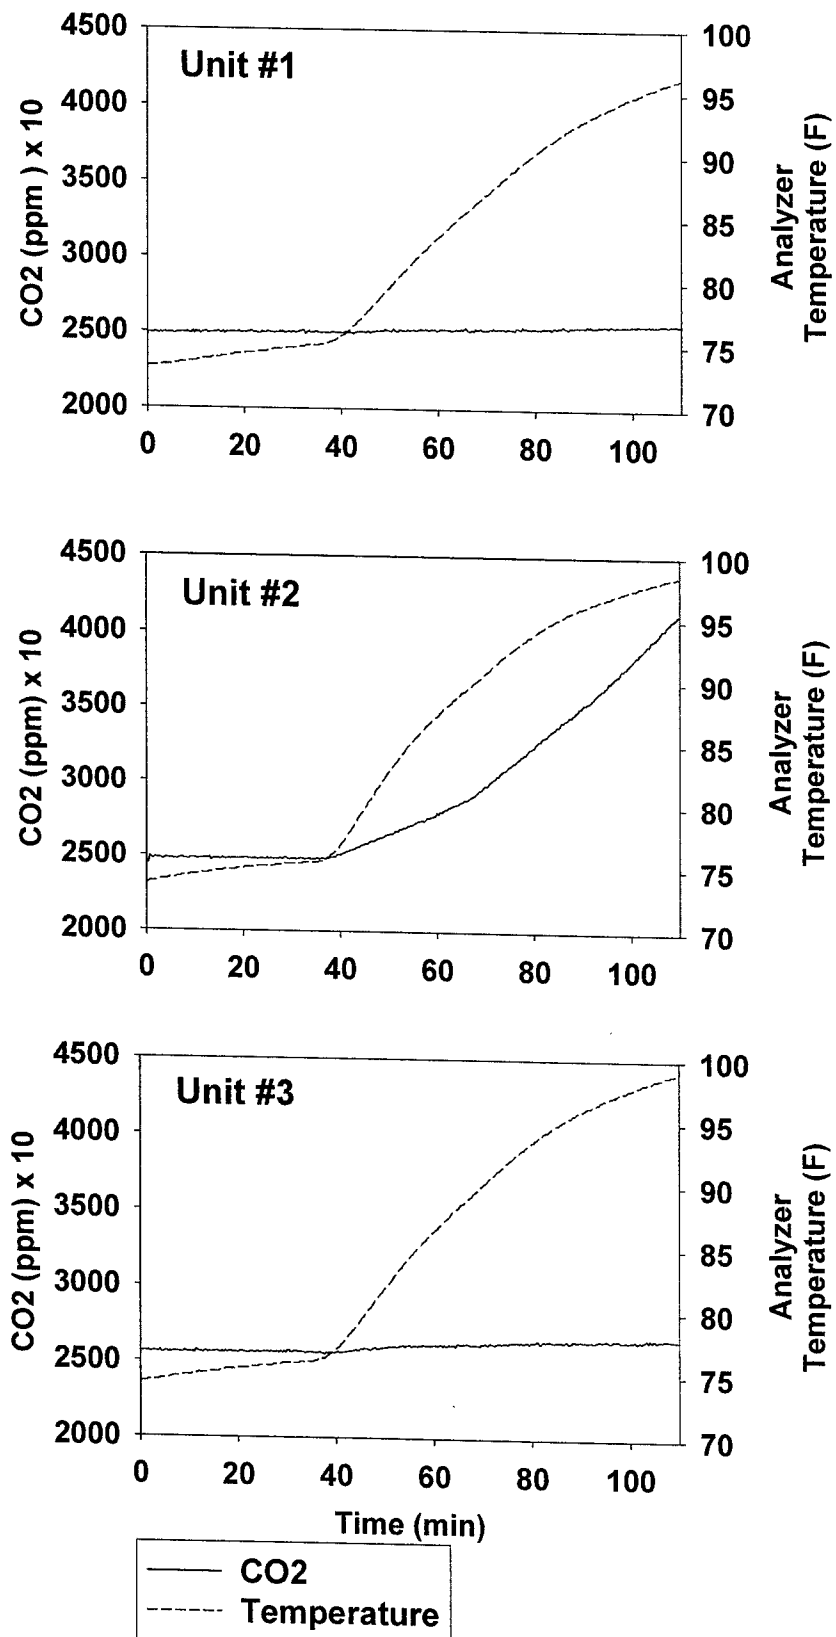 Unit #1
CO2 (ppm ) x 10
4500
4000
3500
3000
2500
2000
100
95
90
85
80
75
70
Analyzer
Temperature (F)
0 20 40 60 80 100
Unit #2
CO2 (ppm) x 10
4500
4000
3500
3000
2500
2000
100
95
90
85
80
75
70
Analyzer
Temperature (F)
0 20 40 60 80 100
Unit #3
CO2 (ppm) x 10
4500
4000
3500
3000
2500
2000
100
95
90
85
80
75
70
Analyzer
Temperature (F)
0 20 40 60 80 100
Time (min)
CO2
Temperature